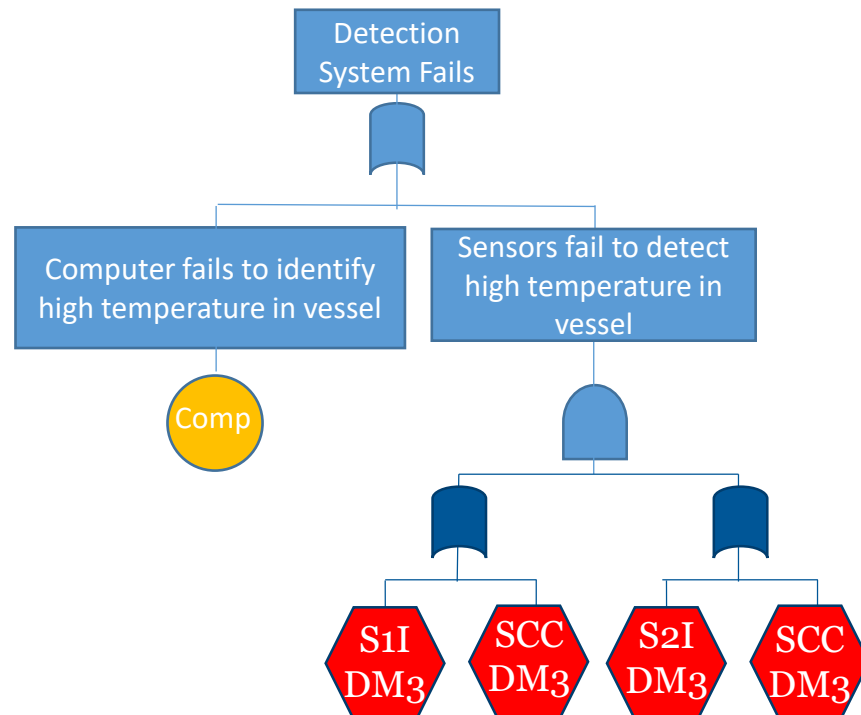 Detection
System Fails
Computer fails to identify
high temperature in vessel
Sensors fail to detect
high temperature in
vessel
Comp
S1I
DM3
SCC
DM3
S2I
DM3
SCC
DM3